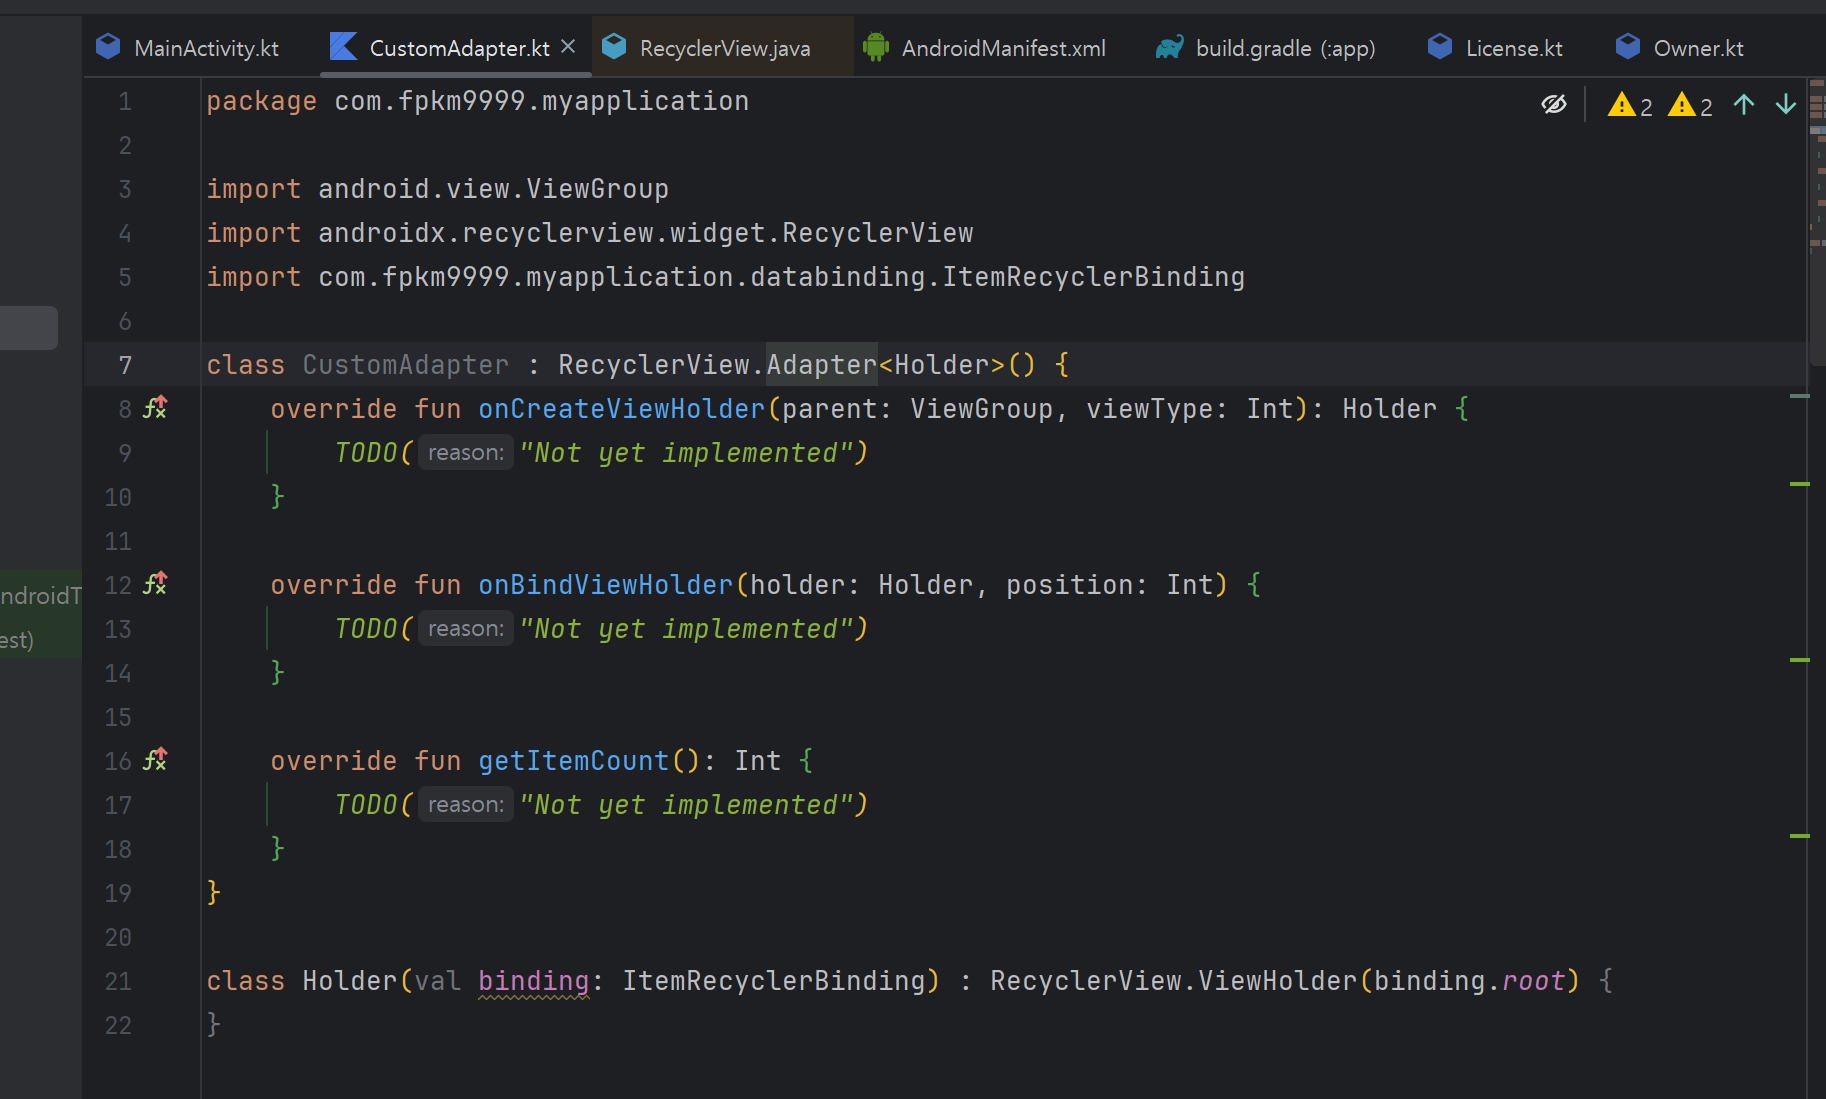 MainActivity.kt CustomAdapter.kt RecyclerView.java AndroidManifest.xml build.gradle (:app) License.kt Owner.kt
1 package com.fpkm9999.myapplication 2 2
2
3 import android.view.ViewGroup
4 import androidx.recyclerview.widget.RecyclerView
5 import com.fpkm9999.myapplication.databinding.ItemRecyclerBinding
6
7 class CustomAdapter : RecyclerView.Adapter<Holder>() {
8 override fun onCreateViewHolder(parent: ViewGroup, viewType: Int): Holder {
9 TODO( reason: "Not yet implemented")
10 }
11
12 override fun onBindViewHolder(holder: Holder, position: Int) {
ndroidT
13 TODO( reason: "Not yet implemented")
est)
14 }
15
16 override fun getItemCount(): Int {
17 TODO( reason: "Not yet implemented")
18 }
19 }
20
21 class Holder(val binding: ItemRecyclerBinding) : RecyclerView.ViewHolder(binding.root) {
22 }